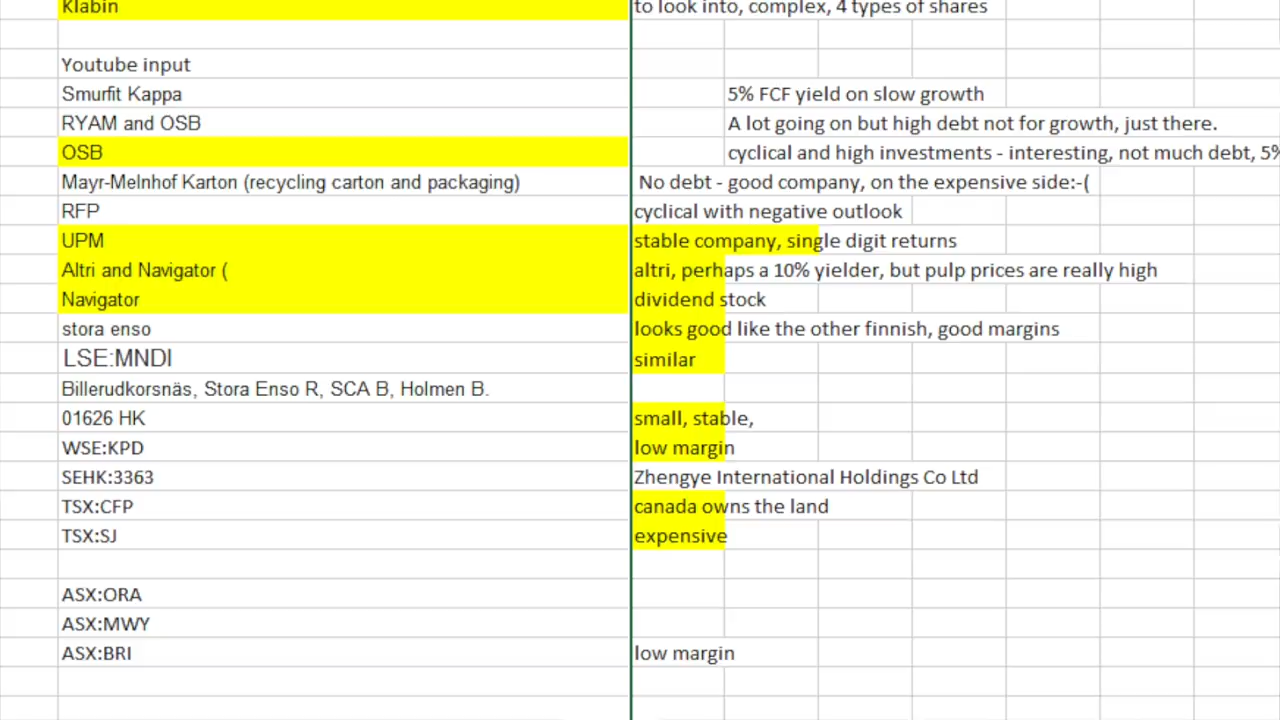 Klabin to look into, complex, 4 types of shares
Youtube input
Smurfit Kappa 5% FCF yield on slow growth
RYAM and OSB A lot going on but high debt not for growth, just there.
OSB cyclical and high investments - interesting, not much debt, 5%
Mayr-Melnhof Karton (recycling carton and packaging) No debt - good company, on the expensive side:-(
RFP cyclical with negative outlook
UPM stable company, single digit returns
Altri and Navigator ( altri, perhaps a 10% yielder, but pulp prices are really high
Navigator dividend stock
stora enso looks good like the other finnish, good margins
LSE:MNDI similar
Billerudkorsnäs, Stora Enso R, SCA B, Holmen B.
01626 HK small, stable,
WSE:KPD low margin
SEHK:3363 Zhengye International Holdings Co Ltd
TSX:CFP canada owns the land
TSX:SJ expensive
ASX:ORA
ASX:MWY
ASX:BRI low margin